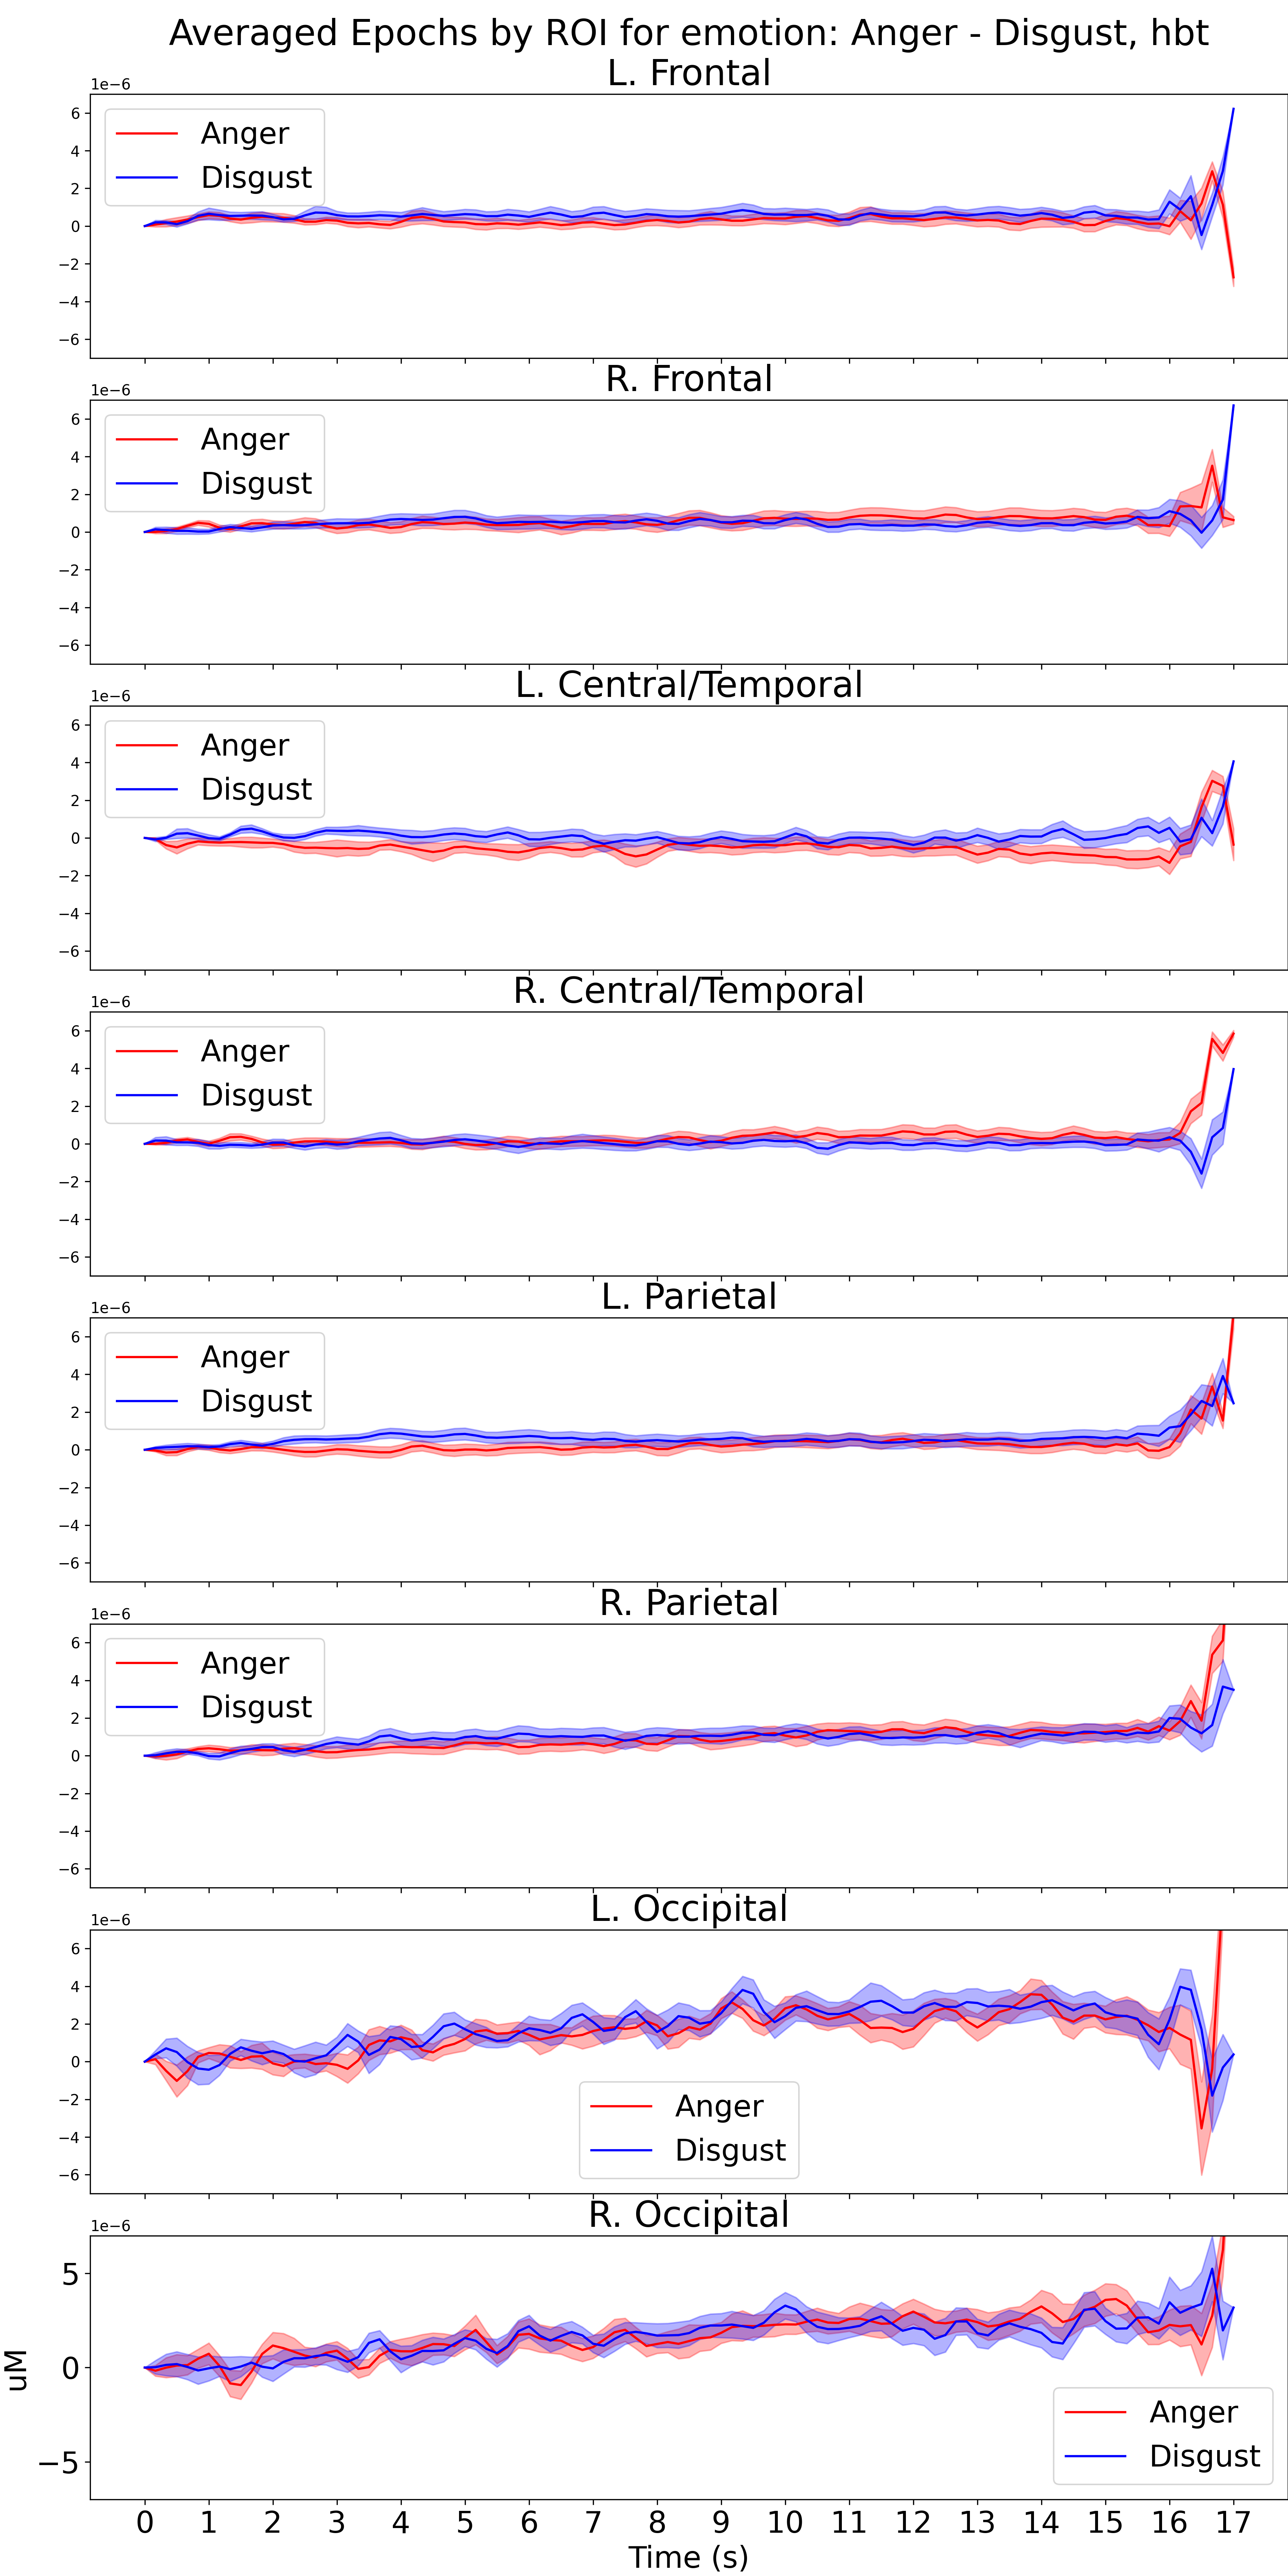 Averaged Epochs by ROI for emotion: Anger - Disgust, hbt
L. Frontal
1e−6
6
4
2
0
−2
−4
−6
Anger
Disgust
R. Frontal
1e−6
6
4
2
0
−2
−4
−6
Anger
Disgust
L. Central/Temporal
1e−6
6
4
2
0
−2
−4
−6
Anger
Disgust
R. Central/Temporal
1e−6
6
4
2
0
−2
−4
−6
Anger
Disgust
L. Parietal
1e−6
6
4
2
0
−2
−4
−6
Anger
Disgust
R. Parietal
1e−6
6
4
2
0
−2
−4
−6
Anger
Disgust
L. Occipital
1e−6
6
4
2
0
−2
−4
−6
Anger
Disgust
R. Occipital
1e−6
5
0
−5
uM
Anger
Disgust
0 1 2 3 4 5 6 7 8 9 10 11 12 13 14 15 16 17
Time (s)